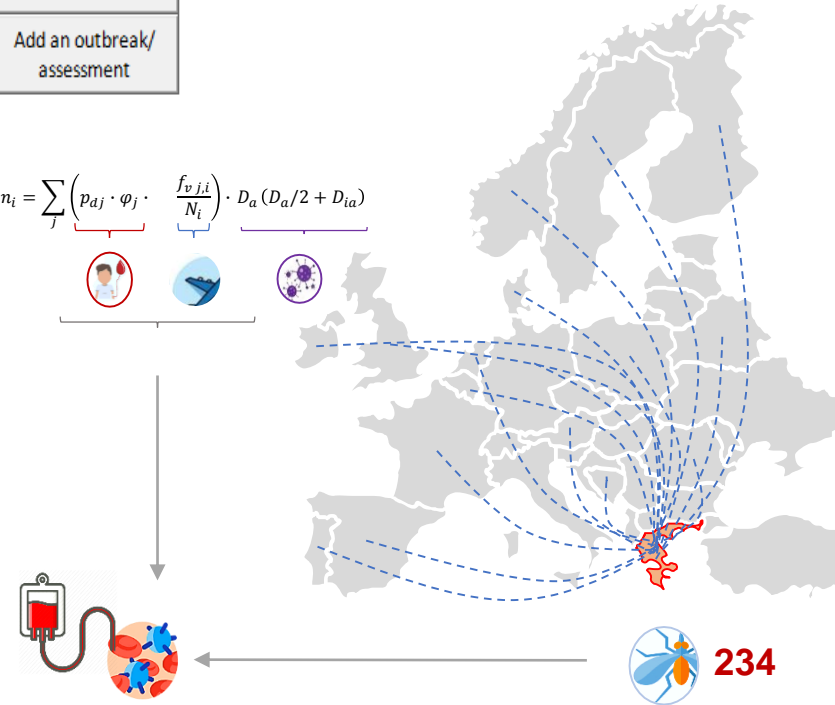 Add an outbreak/
assessment
n_i = ∑_j (p_dj · φ_j · f_v j,i / N_i) · D_a (D_a/2 + D_ia)
234